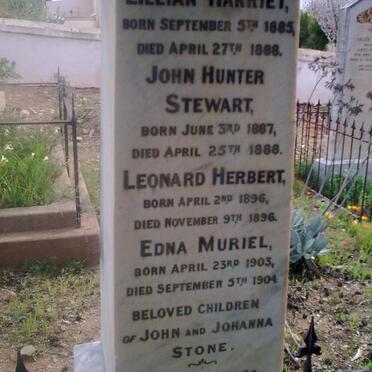 LILLIAN HARRIET,
BORN SEPTEMBER 5TH 1885,
DIED APRIL 27TH 1888.
JOHN HUNTER
STEWART,
BORN JUNE 3RD 1887,
DIED APRIL 25TH 1888.
LEONARD HERBERT,
BORN APRIL 2ND 1896,
DIED NOVEMBER 9TH 1896.
EDNA MURIEL,
BORN APRIL 23RD 1903,
DIED SEPTEMBER 5TH 1904
BELOVED CHILDREN
OF JOHN AND JOHANNA
STONE.